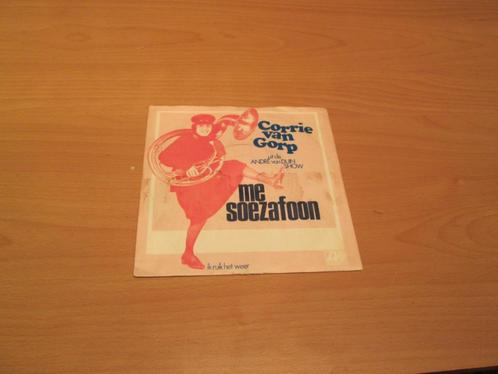 Corrie
van
Gorp
uit de
ANDRÉ van DUIN
SHOW
me
soezafoon
ik ruik het weer